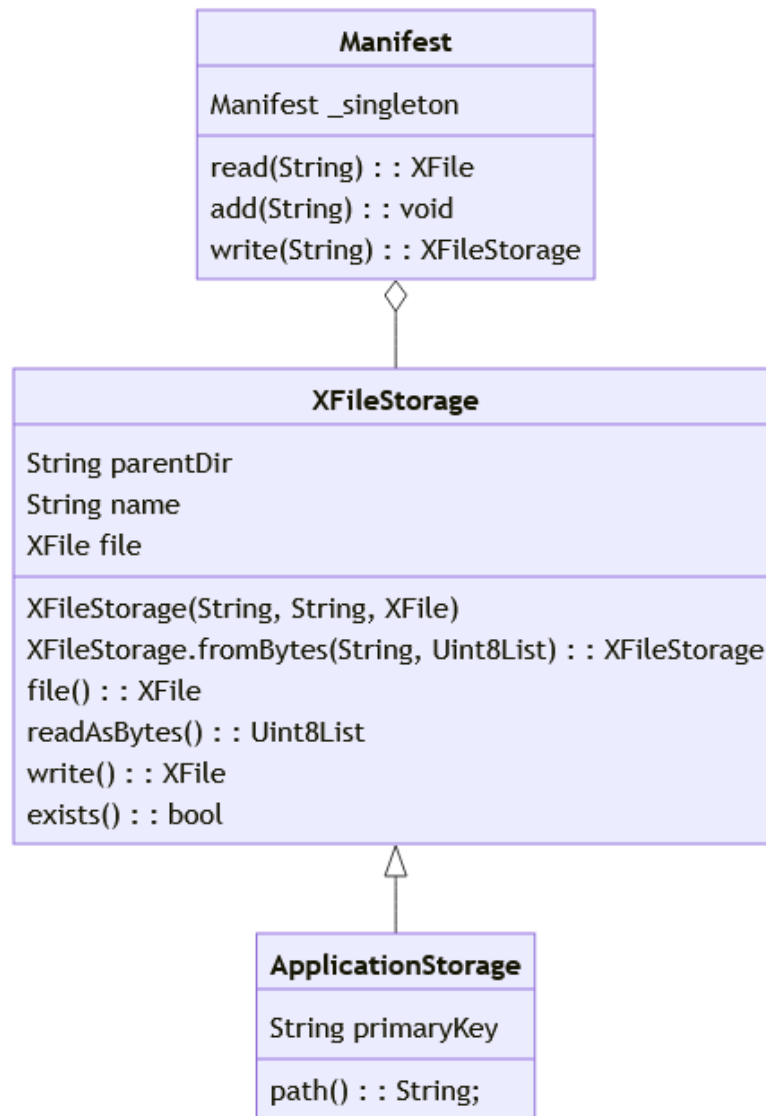 Manifest
Manifest _singleton
read(String) : : XFile
add(String) : : void
write(String) : : XFileStorage
XFileStorage
String parentDir
String name
XFile file
XFileStorage(String, String, XFile)
XFileStorage.fromBytes(String, Uint8List) : : XFileStorage
file() : : XFile
readAsBytes() : : Uint8List
write() : : XFile
exists() : : bool
ApplicationStorage
String primaryKey
path() : : String;